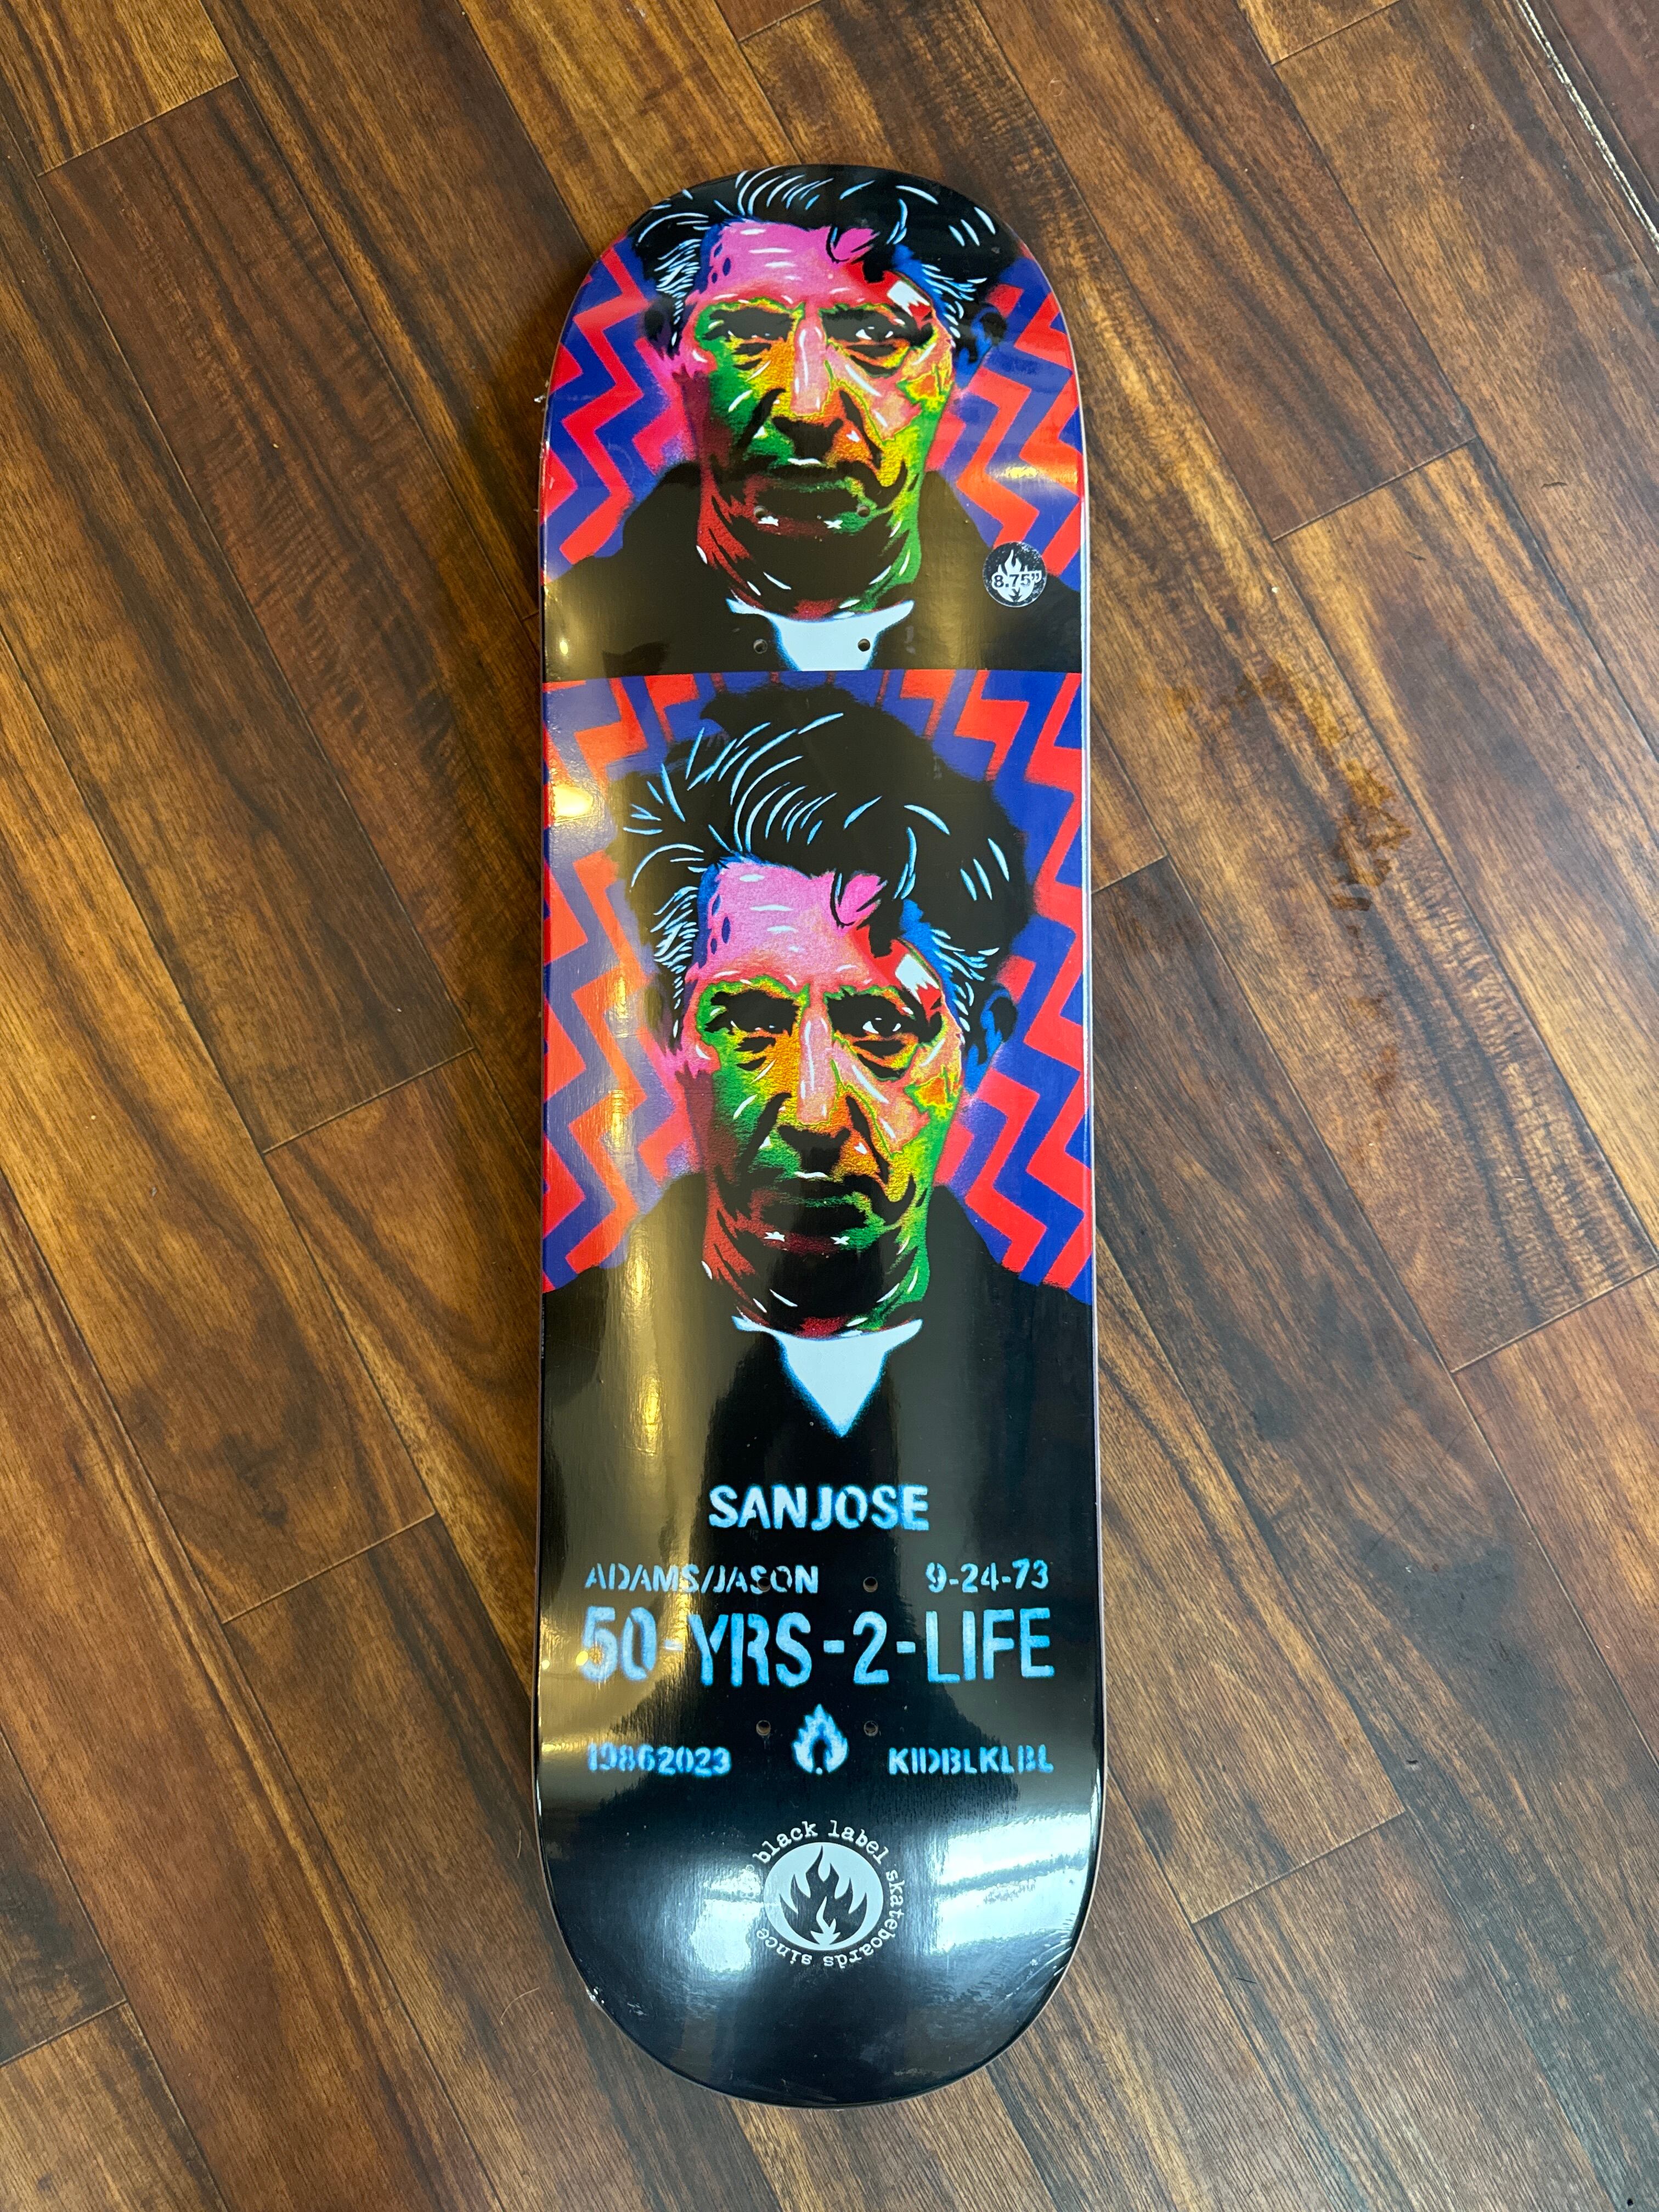 8.75"
SANJOSE
ADAMS/JASON 9-24-73
50-YRS-2-LIFE
19862023 KIDBLKLBL
black label skateboards since